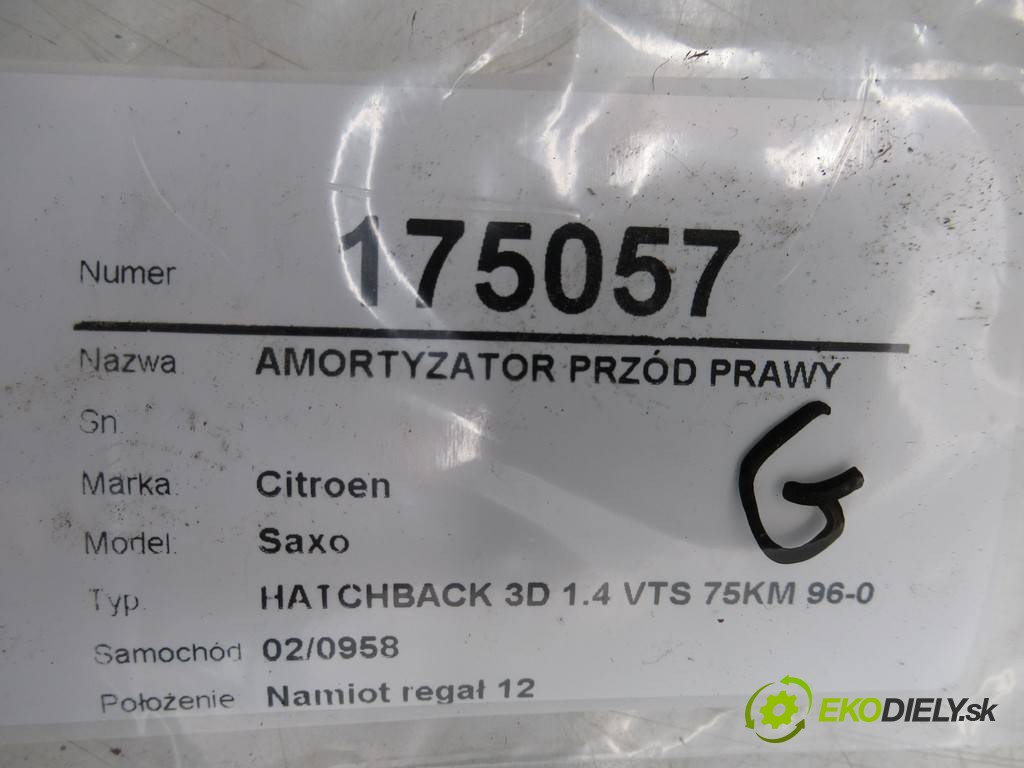 Numer 175057
Nazwa AMORTYZATOR PRZÓD PRAWY
Sn.
Marka: Citroen
Model: Saxo
Typ. HATCHBACK 3D 1.4 VTS 75KM 96-0
Samochód 02/0958
Położenie Namiot regał 12
G
EKODIELY.sk